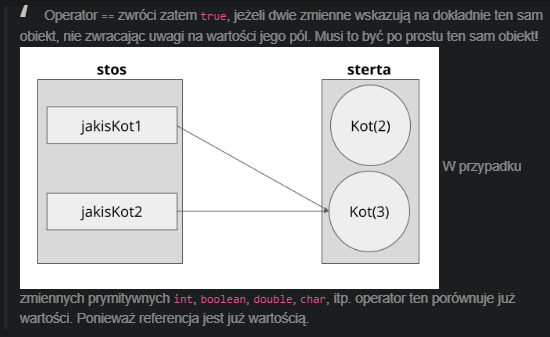 Operator == zwróci zatem true, jeżeli dwie zmienne wskazują na dokładnie ten sam
obiekt, nie zwracając uwagi na wartości jego pól. Musi to być po prostu ten sam obiekt!
stos
sterta
jakisKot1
Kot(2)
jakisKot2
Kot(3)
W przypadku
zmiennych prymitywnych int, boolean, double, char, itp. operator ten porównuje już
wartości. Ponieważ referencja jest już wartością.